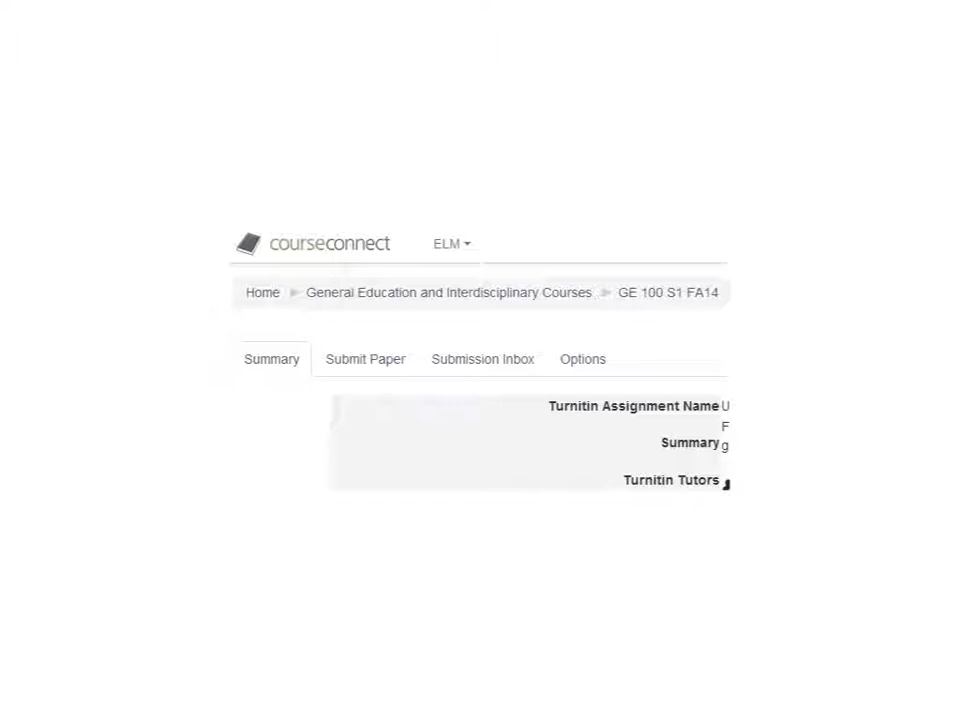 courseconnect ELM
Home General Education and Interdisciplinary Courses GE 100 S1 FA14
Summary Submit Paper Submission Inbox Options
Turnitin Assignment Name U
F
Summary g
Turnitin Tutors